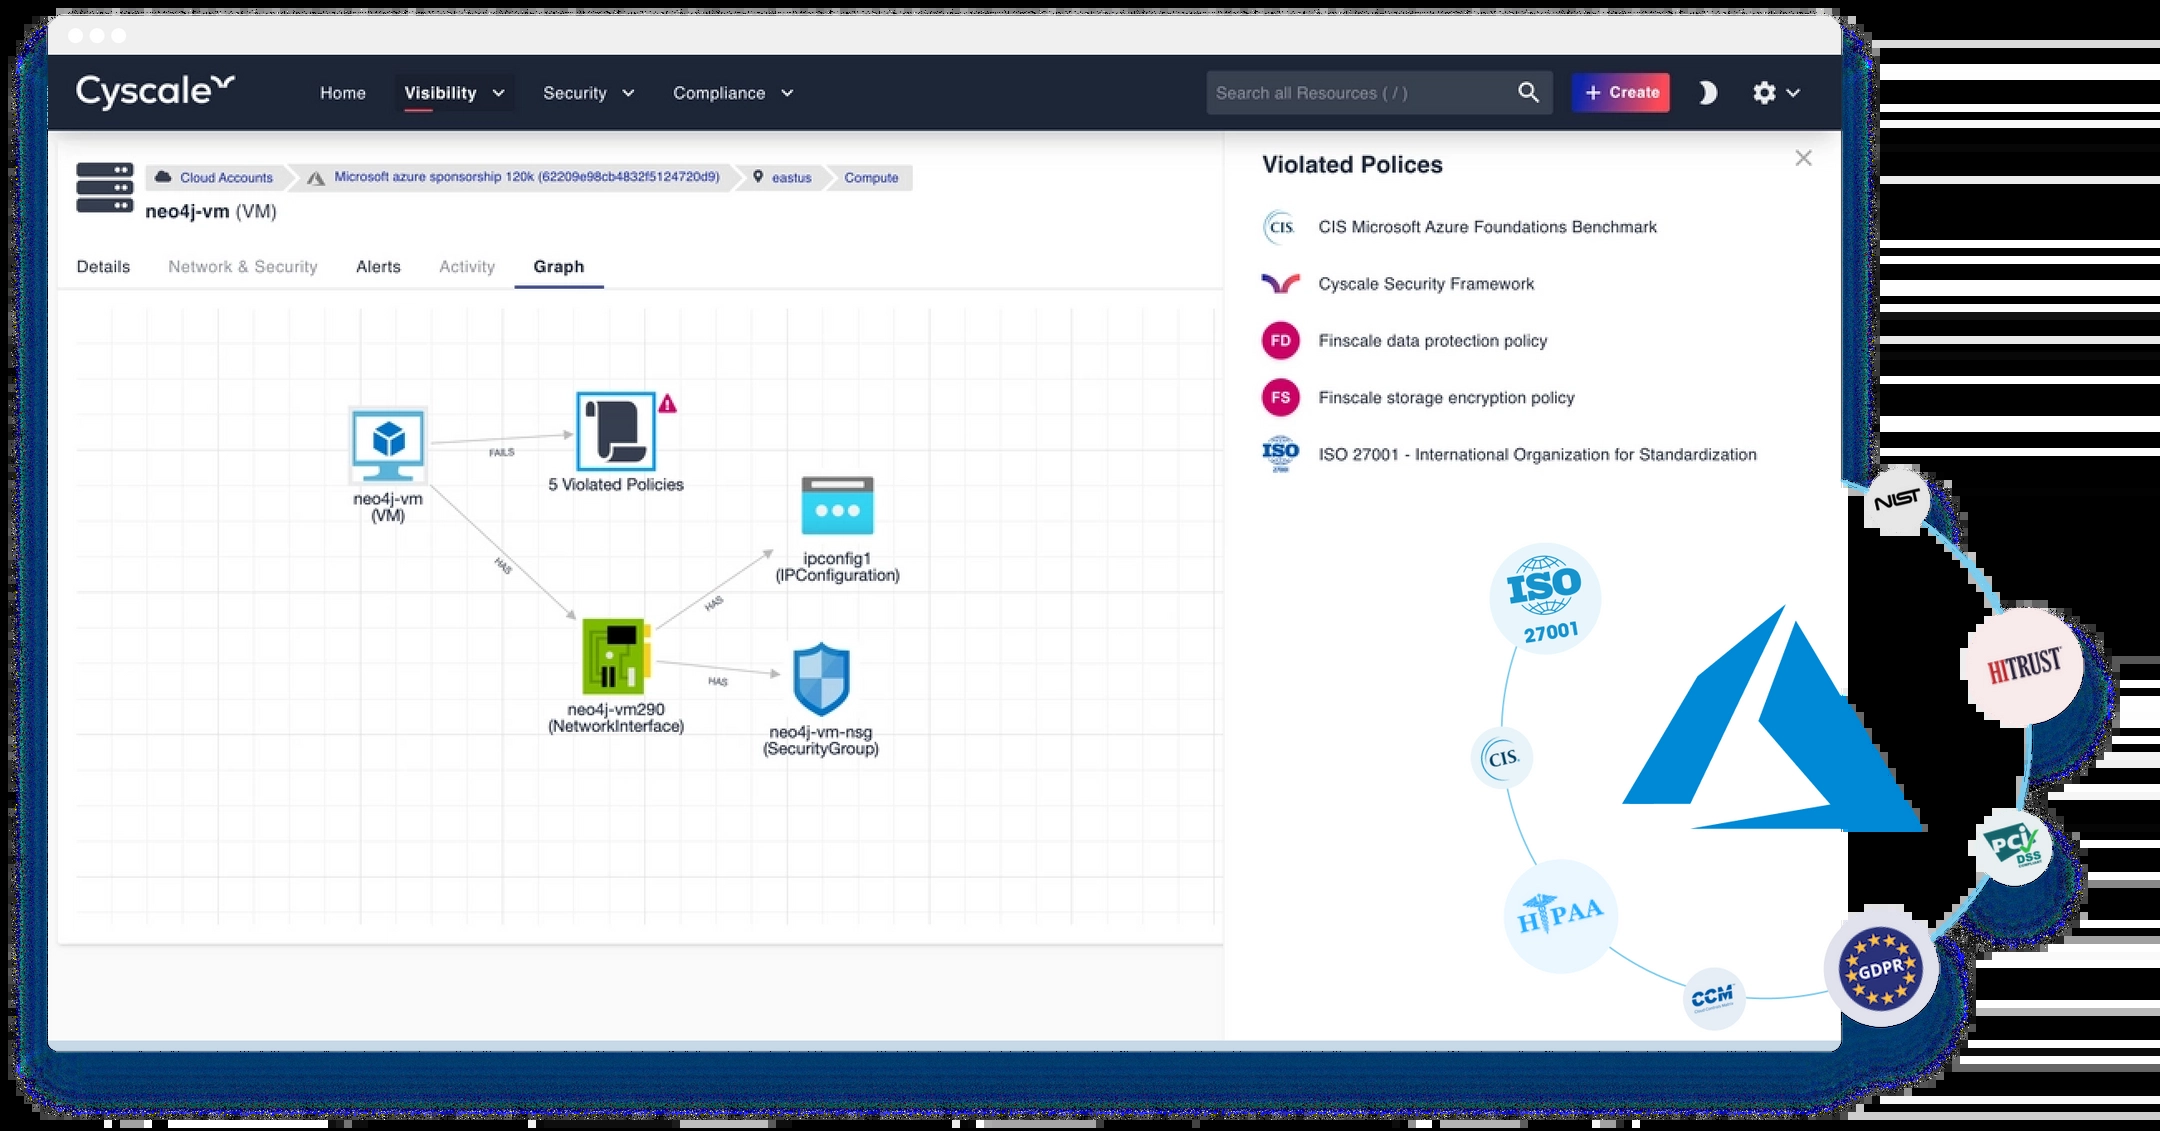 Cyscale
Home
Visibility
Security
Compliance
Search all Resources ( / )
+ Create
Cloud Accounts
Microsoft azure sponsorship 120k (62209e98cb4832f5124720d9)
eastus
Compute
neo4j-vm (VM)
Details
Network & Security
Alerts
Activity
Graph
neo4j-vm
(VM)
FAILS
5 Violated Policies
HAS
ipconfig1
(IPConfiguration)
HAS
neo4j-vm290
(NetworkInterface)
HAS
neo4j-vm-nsg
(SecurityGroup)
Violated Polices
CIS.
CIS Microsoft Azure Foundations Benchmark
Cyscale Security Framework
FD
Finscale data protection policy
FS
Finscale storage encryption policy
ISO
27001
ISO 27001 - International Organization for Standardization
NIST
ISO
27001
HITRUST
CIS.
PCI
DSS
HIPAA
GDPR
CCM